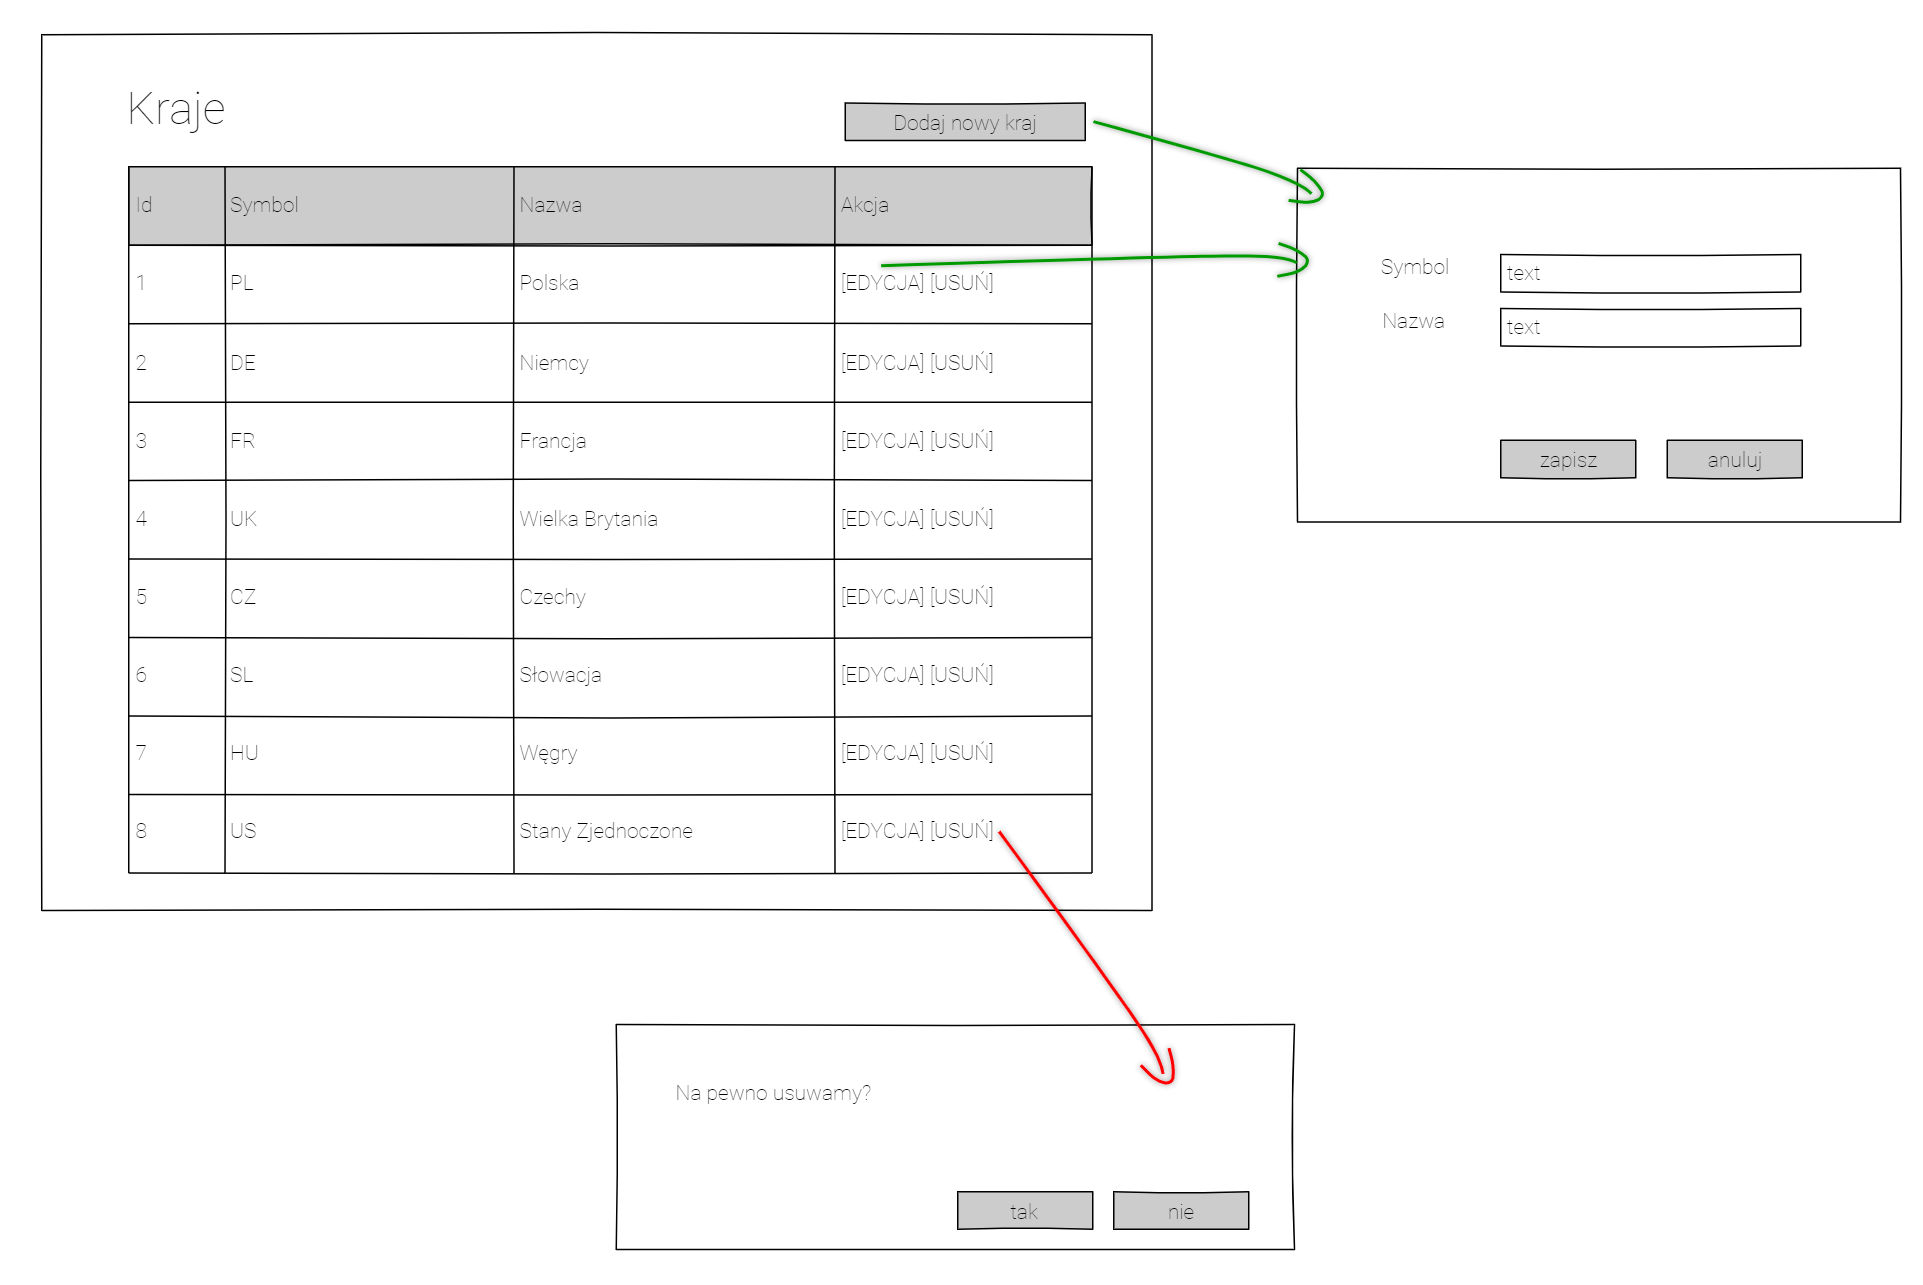 Kraje
Dodaj nowy kraj
Id Symbol Nazwa Akcja
1 PL Polska [EDYCJA] [USUŃ]
2 DE Niemcy [EDYCJA] [USUŃ]
3 FR Francja [EDYCJA] [USUŃ]
4 UK Wielka Brytania [EDYCJA] [USUŃ]
5 CZ Czechy [EDYCJA] [USUŃ]
6 SL Słowacja [EDYCJA] [USUŃ]
7 HU Węgry [EDYCJA] [USUŃ]
8 US Stany Zjednoczone [EDYCJA] [USUŃ]
Symbol text
Nazwa text
zapisz anuluj
Na pewno usuwamy?
tak nie